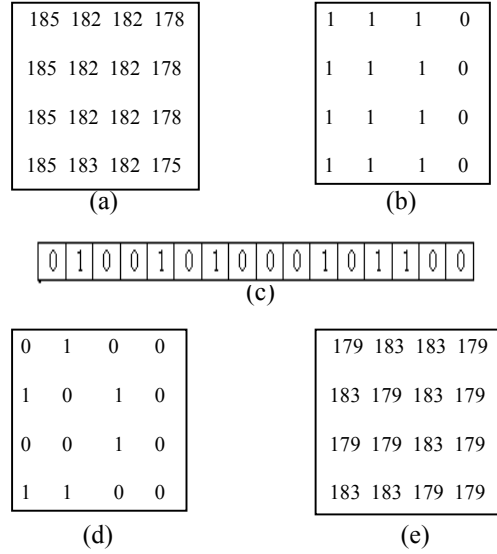 185 182 182 178
185 182 182 178
185 182 182 178
185 183 182 175
(a)
1 1 1 0
1 1 1 0
1 1 1 0
1 1 1 0
(b)
0 1 0 0 1 0 1 0 0 0 1 0 1 1 0 0
(c)
0 1 0 0
1 0 1 0
0 0 1 0
1 1 0 0
(d)
179 183 183 179
183 179 183 179
179 179 183 179
183 183 179 179
(e)